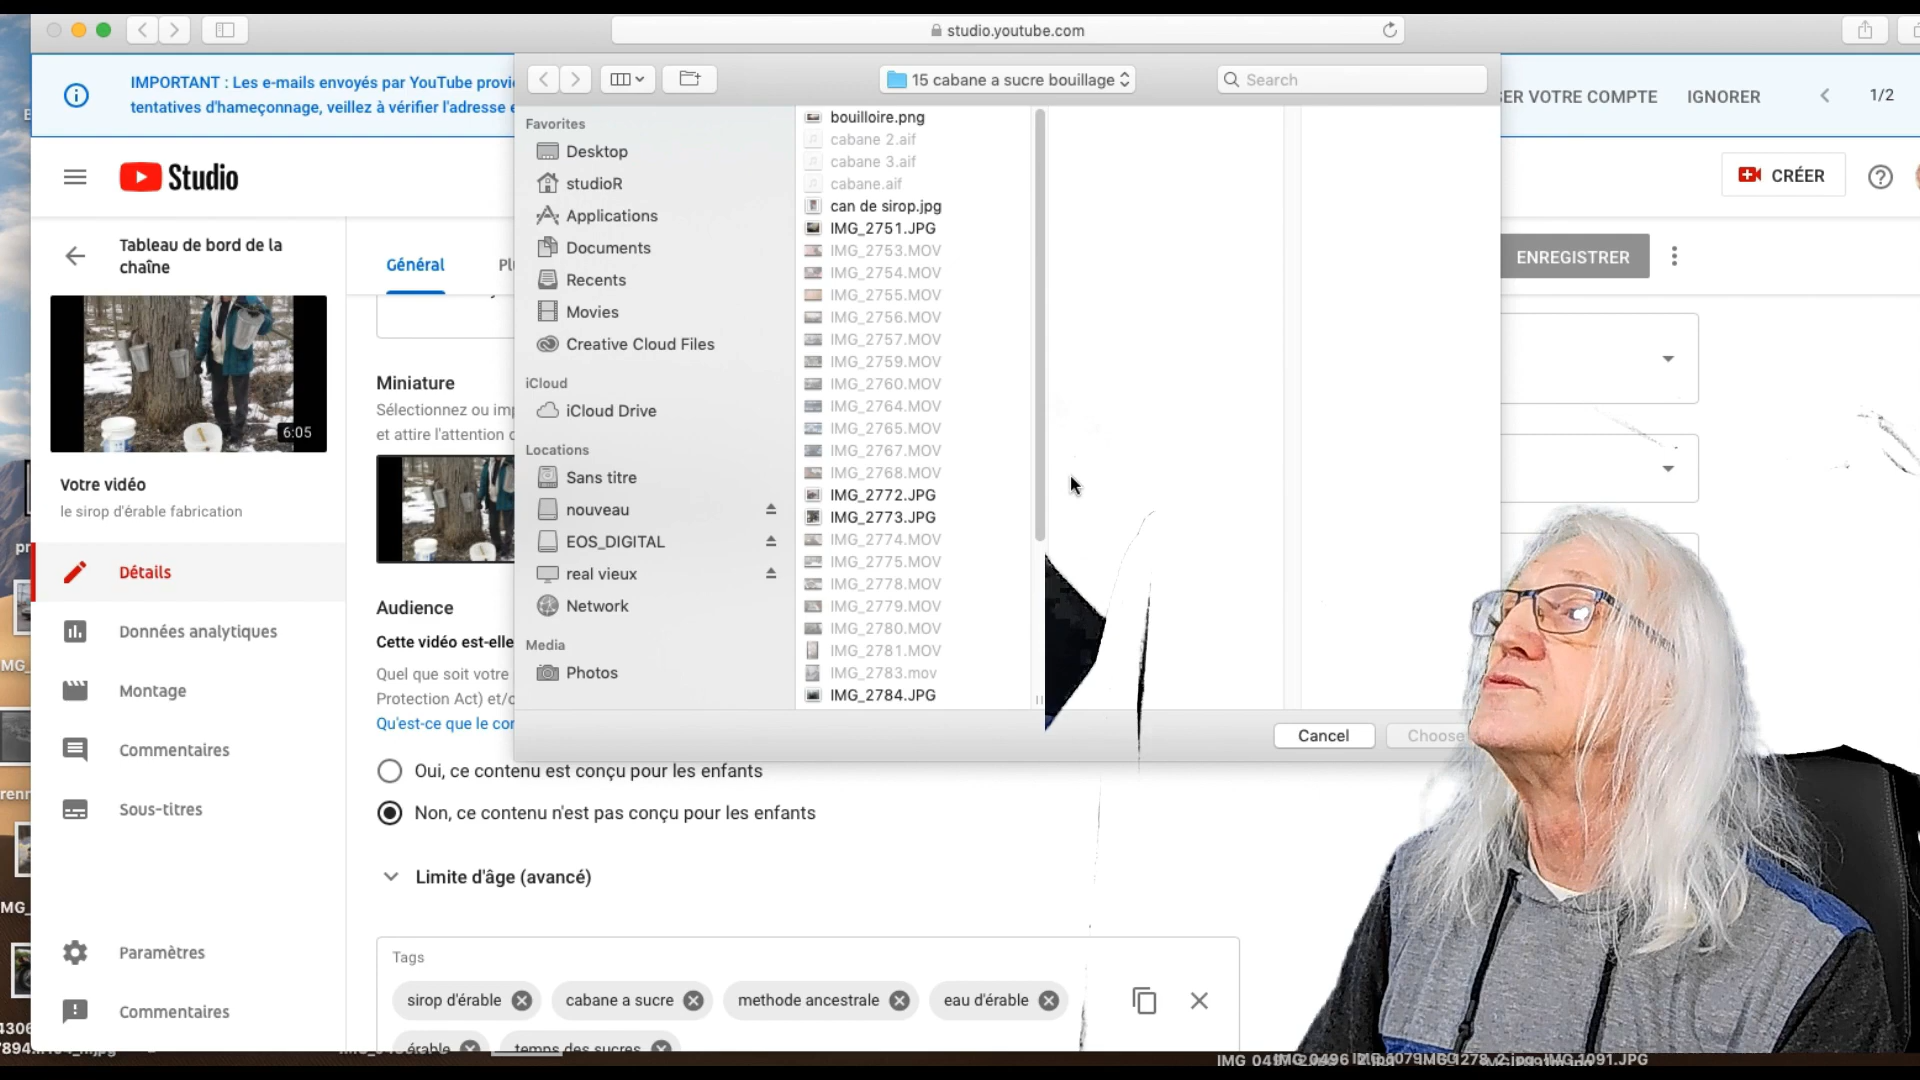 studio.youtube.com
IMPORTANT : Les e-mails envoyés par YouTube provi
tentatives d'hameçonnage, veillez à vérifier l'adresse e
SER VOTRE COMPTE
IGNORER
1/2
15 cabane a sucre bouillage
Search
Studio
CRÉER
Tableau de bord de la
chaîne
6:05
Votre vidéo
le sirop d'érable fabrication
Détails
Données analytiques
Montage
Commentaires
Sous-titres
Paramètres
Commentaires
Général
Pl
ENREGISTRER
Miniature
Sélectionnez ou imp
et attire l'attention
Audience
Cette vidéo est-elle
Quel que soit votre
Protection Act) et/
Qu'est-ce que le con
Oui, ce contenu est conçu pour les enfants
Non, ce contenu n'est pas conçu pour les enfants
Limite d'âge (avancé)
Tags
sirop d'érable
cabane a sucre
methode ancestrale
eau d'érable
érable
temps des sucres
Favorites
Desktop
studioR
Applications
Documents
Recents
Movies
Creative Cloud Files
iCloud
iCloud Drive
Locations
Sans titre
nouveau
EOS_DIGITAL
real vieux
Network
Media
Photos
bouilloire.png
cabane 2.aif
cabane 3.aif
cabane.aif
can de sirop.jpg
IMG_2751.JPG
IMG_2753.MOV
IMG_2754.MOV
IMG_2755.MOV
IMG_2756.MOV
IMG_2757.MOV
IMG_2759.MOV
IMG_2760.MOV
IMG_2764.MOV
IMG_2765.MOV
IMG_2767.MOV
IMG_2768.MOV
IMG_2772.JPG
IMG_2773.JPG
IMG_2774.MOV
IMG_2775.MOV
IMG_2778.MOV
IMG_2779.MOV
IMG_2780.MOV
IMG_2781.MOV
IMG_2783.mov
IMG_2784.JPG
Cancel
Choose